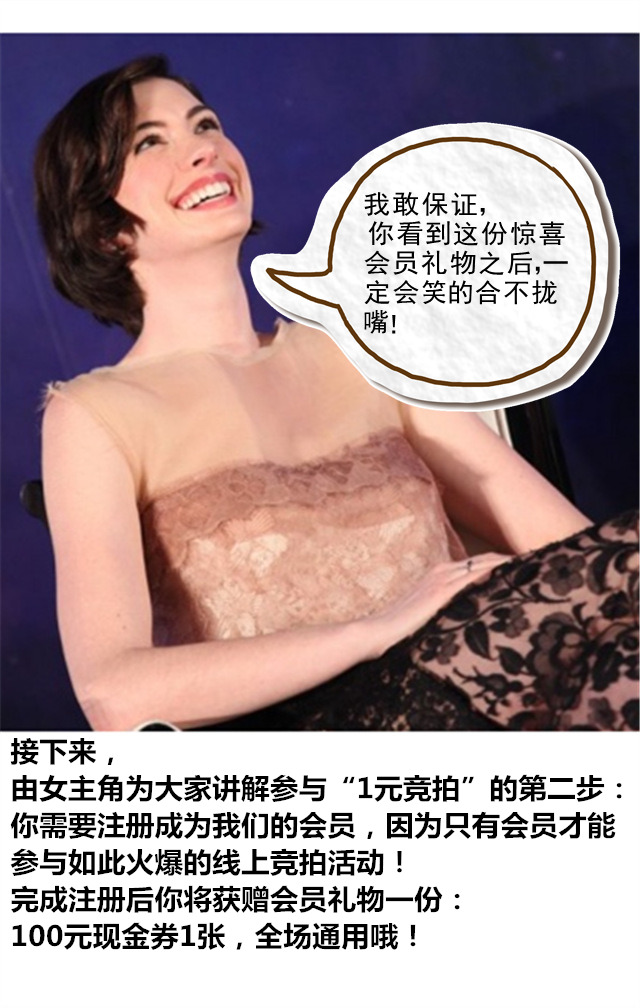 我敢保证，
你看到这份惊喜
会员礼物之后，一
定会笑的合不拢
嘴！
接下来，
由女主角为大家讲解参与“1元竞拍”的第二步：
你需要注册成为我们的会员，因为只有会员才能
参与如此火爆的线上竞拍活动！
完成注册后你将获赠会员礼物一份：
100元现金券1张，全场通用哦！